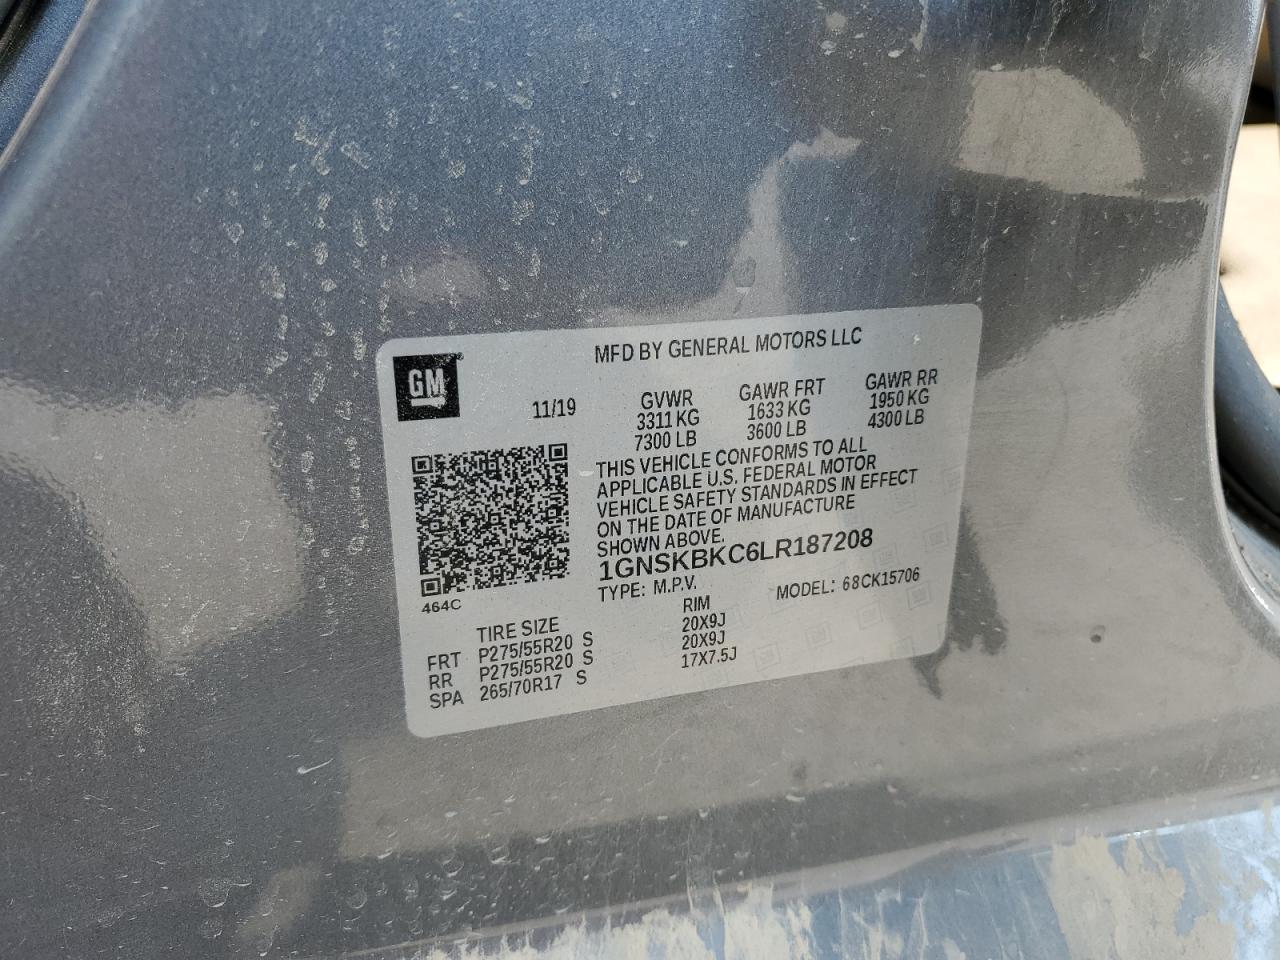 MFD BY GENERAL MOTORS LLC
GM
11/19
GVWR GAWR FRT GAWR RR
3311 KG 1633 KG 1950 KG
7300 LB 3600 LB 4300 LB
THIS VEHICLE CONFORMS TO ALL
APPLICABLE U.S. FEDERAL MOTOR
VEHICLE SAFETY STANDARDS IN EFFECT
ON THE DATE OF MANUFACTURE
SHOWN ABOVE.
1GNSKBKC6LR187208
TYPE: M.P.V. MODEL: 68CK15706
464C
TIRE SIZE RIM
FRT P275/55R20 S 20X9J
RR P275/55R20 S 20X9J
SPA 265/70R17 S 17X7.5J